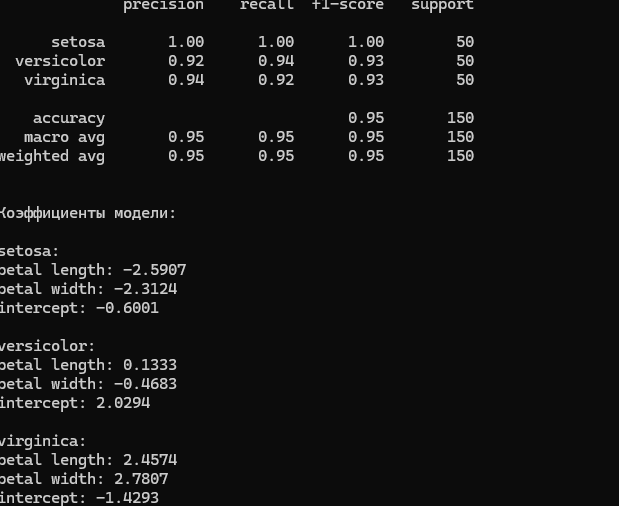 precision recall f1-score support
setosa 1.00 1.00 1.00 50
versicolor 0.92 0.94 0.93 50
virginica 0.94 0.92 0.93 50
accuracy 0.95 150
macro avg 0.95 0.95 0.95 150
weighted avg 0.95 0.95 0.95 150
Коэффициенты модели:
setosa:
petal length: -2.5907
petal width: -2.3124
intercept: -0.6001
versicolor:
petal length: 0.1333
petal width: -0.4683
intercept: 2.0294
virginica:
petal length: 2.4574
petal width: 2.7807
intercept: -1.4293